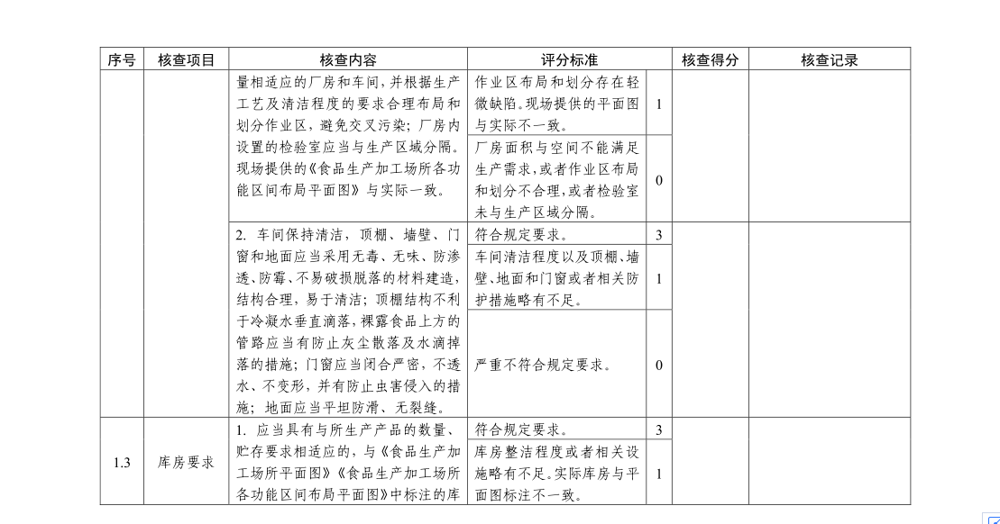 序号 核查项目 核查内容 评分标准 核查得分 核查记录
量相适应的厂房和车间，并根据生产
工艺及清洁程度的要求合理布局和
划分作业区，避免交叉污染；厂房内
设置的检验室应当与生产区域分隔。
现场提供的《食品生产加工场所各功
能区间布局平面图》与实际一致。
作业区布局和划分存在轻
微缺陷。现场提供的平面图
与实际不一致。
1
厂房面积与空间不能满足
生产需求，或者作业区布局
和划分不合理，或者检验室
未与生产区域分隔。
0
2．车间保持清洁，顶棚、墙壁、门
窗和地面应当采用无毒、无味、防渗
透、防霉、不易破损脱落的材料建造，
结构合理，易于清洁；顶棚结构不利
于冷凝水垂直滴落，裸露食品上方的
管路应当有防止灰尘散落及水滴掉
落的措施；门窗应当闭合严密，不透
水、不变形，并有防止虫害侵入的措
施；地面应当平坦防滑、无裂缝。
符合规定要求。 3
车间清洁程度以及顶棚、墙
壁、地面和门窗或者相关防
护措施略有不足。
1
严重不符合规定要求。 0
1.3 库房要求
1．应当具有与所生产产品的数量、
贮存要求相适应的，与《食品生产加
工场所平面图》《食品生产加工场所
各功能区间布局平面图》中标注的库
符合规定要求。 3
库房整洁程度或者相关设
施略有不足。实际库房与平
面图标注不一致。
1